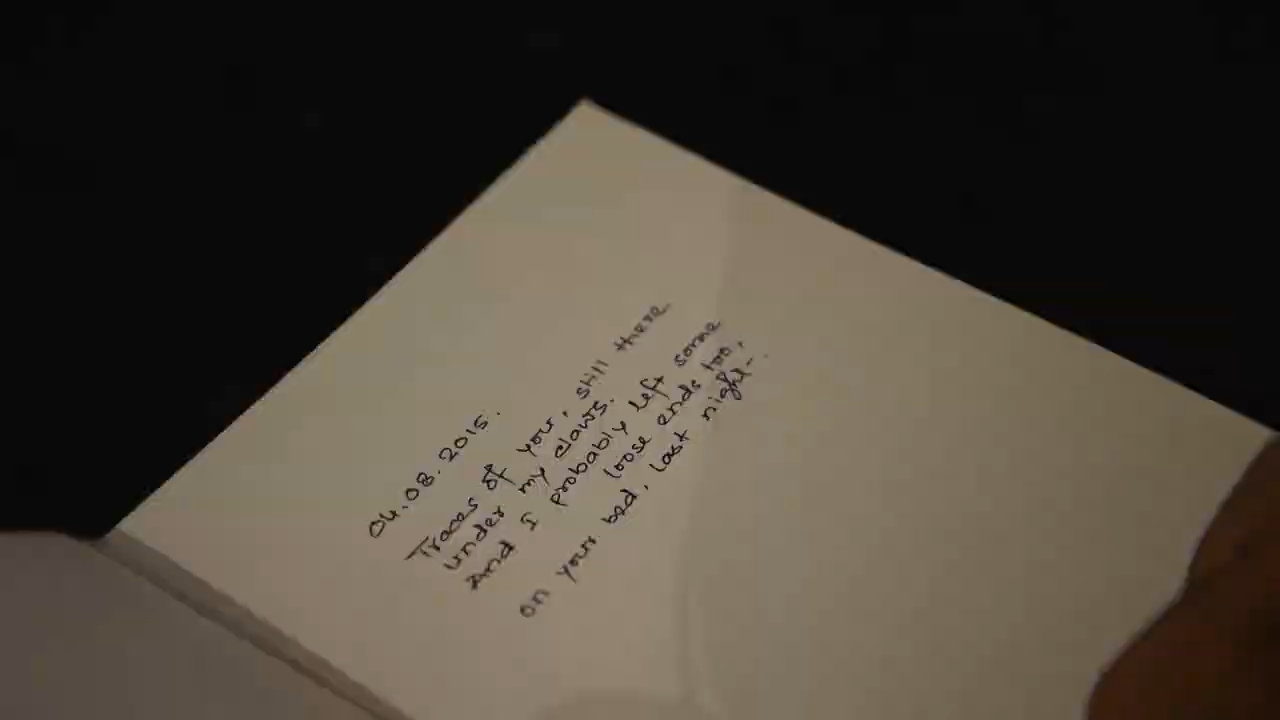 04.08.2015.
Traces of your, still there
under my claws.
And I probably left some
loose ends too,
on your bed, last night-.